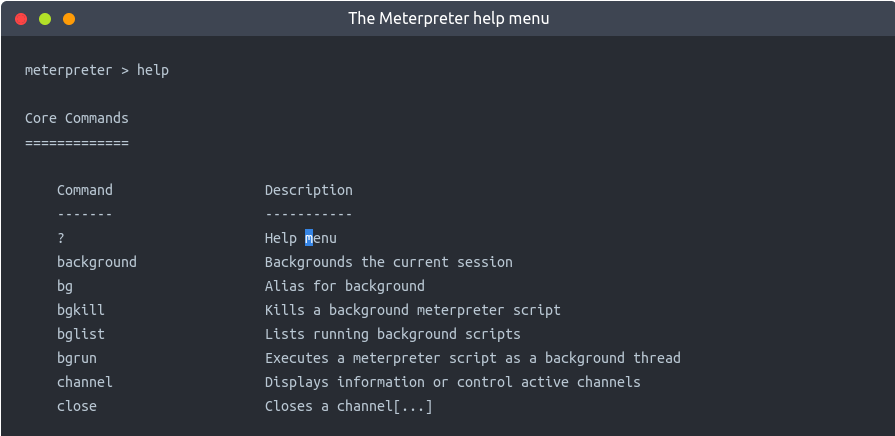 The Meterpreter help menu
meterpreter > help
Core Commands
=============
Command Description
------- -----------
? Help menu
background Backgrounds the current session
bg Alias for background
bgkill Kills a background meterpreter script
bglist Lists running background scripts
bgrun Executes a meterpreter script as a background thread
channel Displays information or control active channels
close Closes a channel[...]